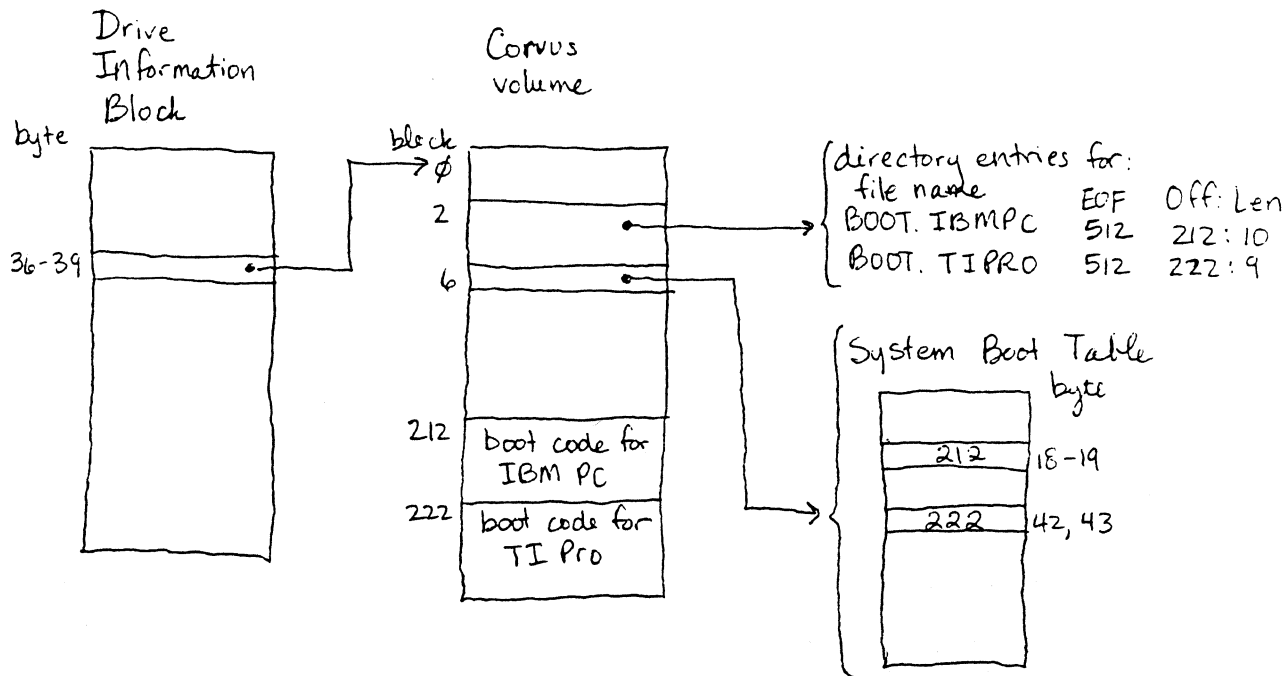 Drive
Information
Block
byte
36-39
Corvus
volume
block
0
2
6
212
boot code for
IBM PC
222
boot code for
TI Pro
directory entries for:
file name EOF Off: Len
BOOT. IBMPC 512 212: 10
BOOT. TIPRO 512 222: 9
System Boot Table
byte
212 18-19
222 42, 43